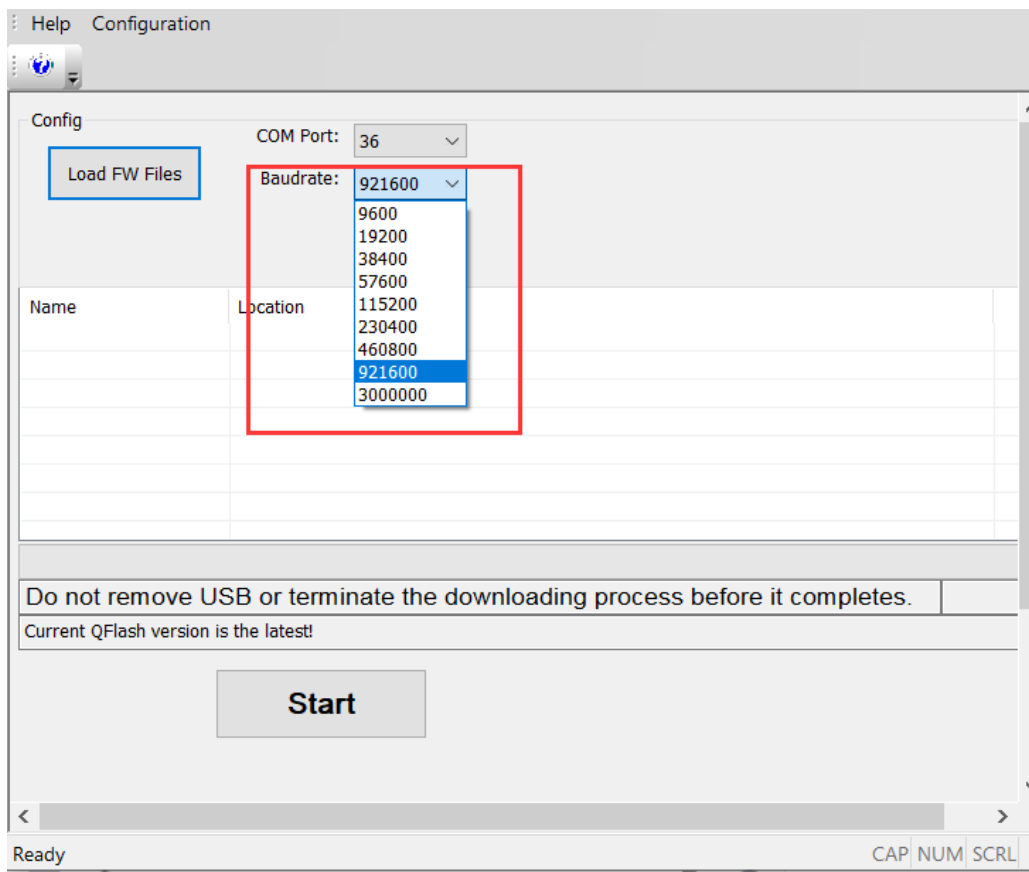 Help Configuration
Config
COM Port: 36
Load FW Files
Baudrate: 921600
9600
19200
38400
57600
115200
230400
460800
921600
3000000
Name Location
Do not remove USB or terminate the downloading process before it completes.
Current QFlash version is the latest!
Start
Ready CAP NUM SCRL